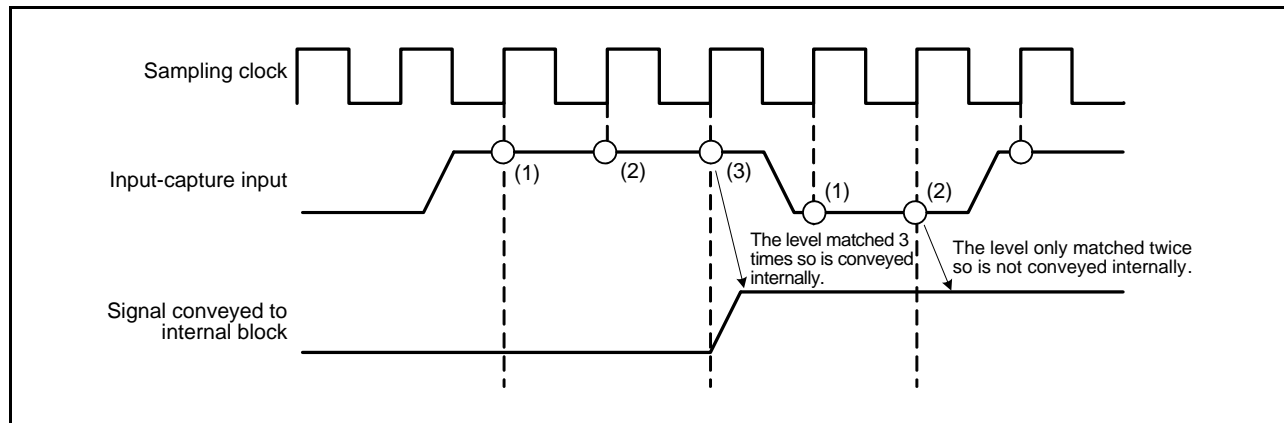 Sampling clock
Input-capture input
(1)
(2)
(3)
(1)
(2)
The level matched 3
times so is conveyed
internally.
The level only matched twice
so is not conveyed internally.
Signal conveyed to
internal block